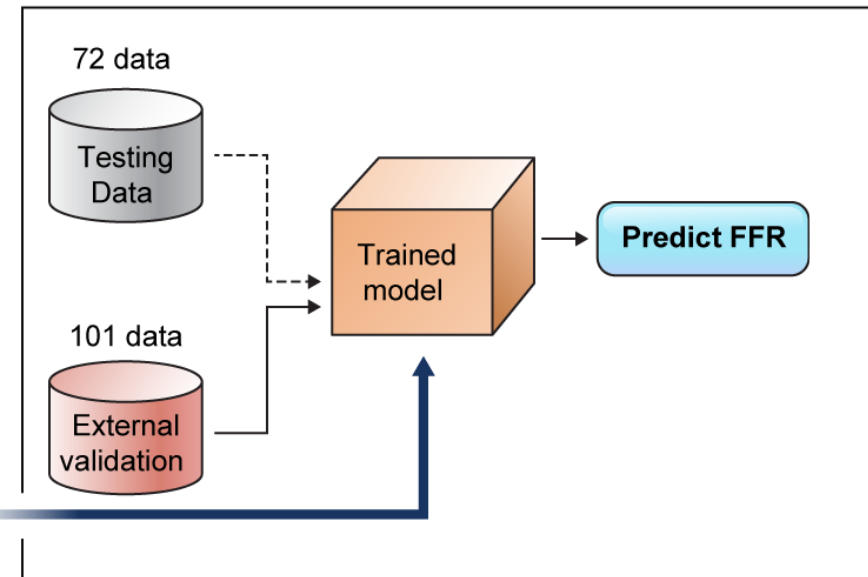 72 data
Testing
Data
Trained
model
Predict FFR
101 data
External
validation